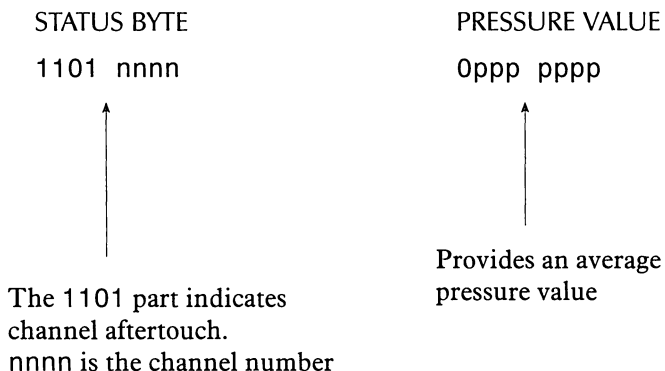 STATUS BYTE
1101 nnnn
The 1101 part indicates
channel aftertouch.
nnnn is the channel number
PRESSURE VALUE
0ppp pppp
Provides an average
pressure value